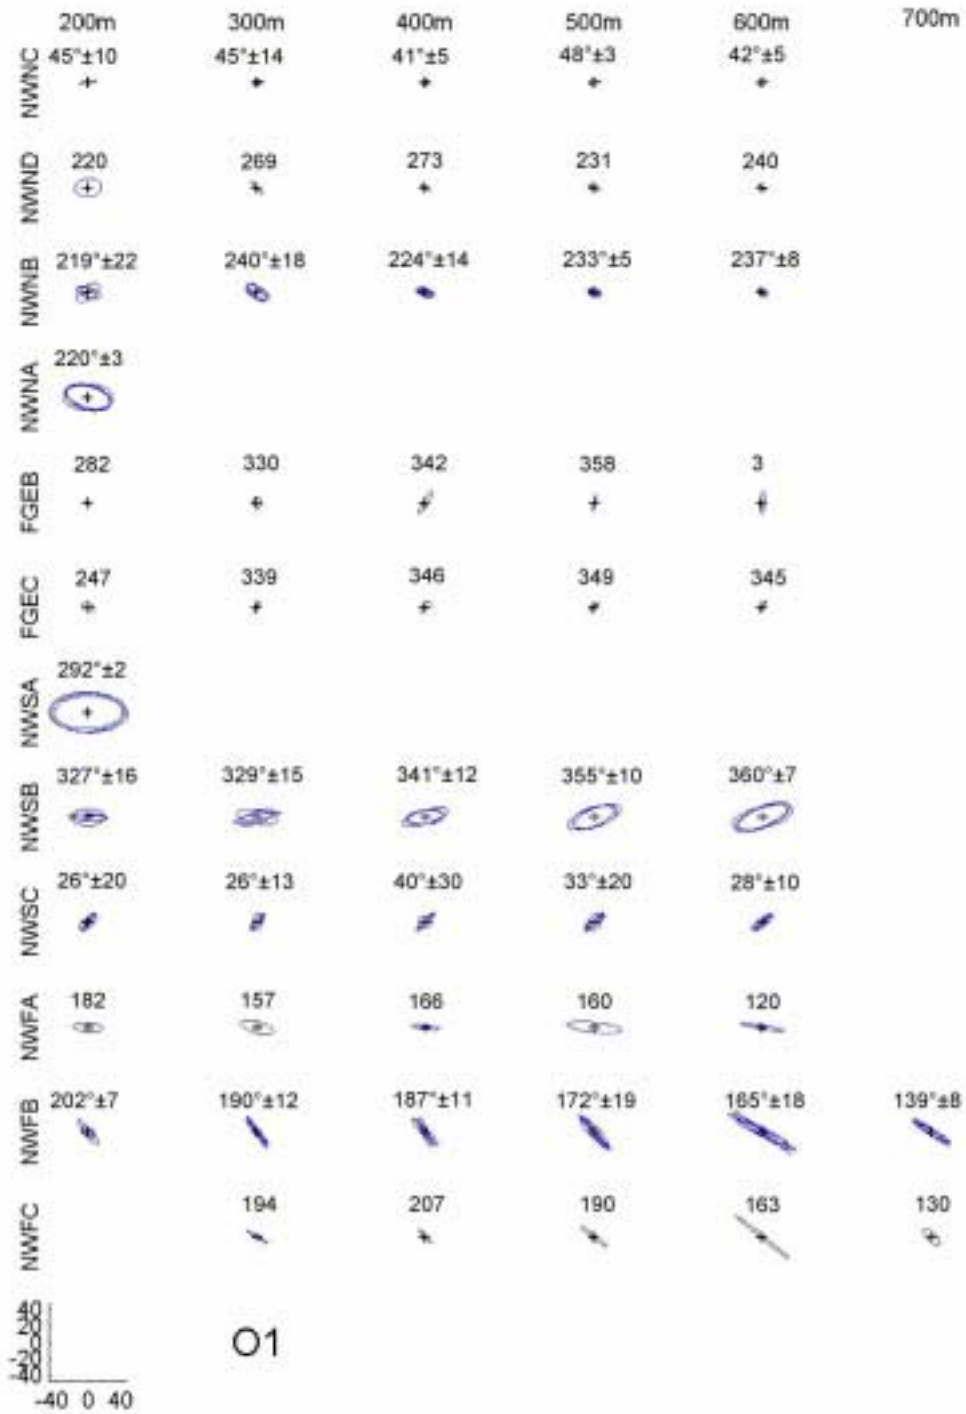 200m 300m 400m 500m 600m 700m
NWNC 45°±10 45°±14 41°±5 48°±3 42°±5
NWND 220 269 273 231 240
NWNB 219°±22 240°±18 224°±14 233°±5 237°±8
NWNA 220°±3
FGEB 282 330 342 358 3
FGEC 247 339 346 349 345
NWSA 292°±2
NWSB 327°±16 329°±15 341°±12 355°±10 360°±7
NWSC 26°±20 26°±13 40°±30 33°±20 28°±10
NWFA 182 157 166 160 120
NWFB 202°±7 190°±12 187°±11 172°±19 165°±18 139°±8
NWFC 194 207 190 163 130
40
20
0
-20
-40
-40 0 40
O1